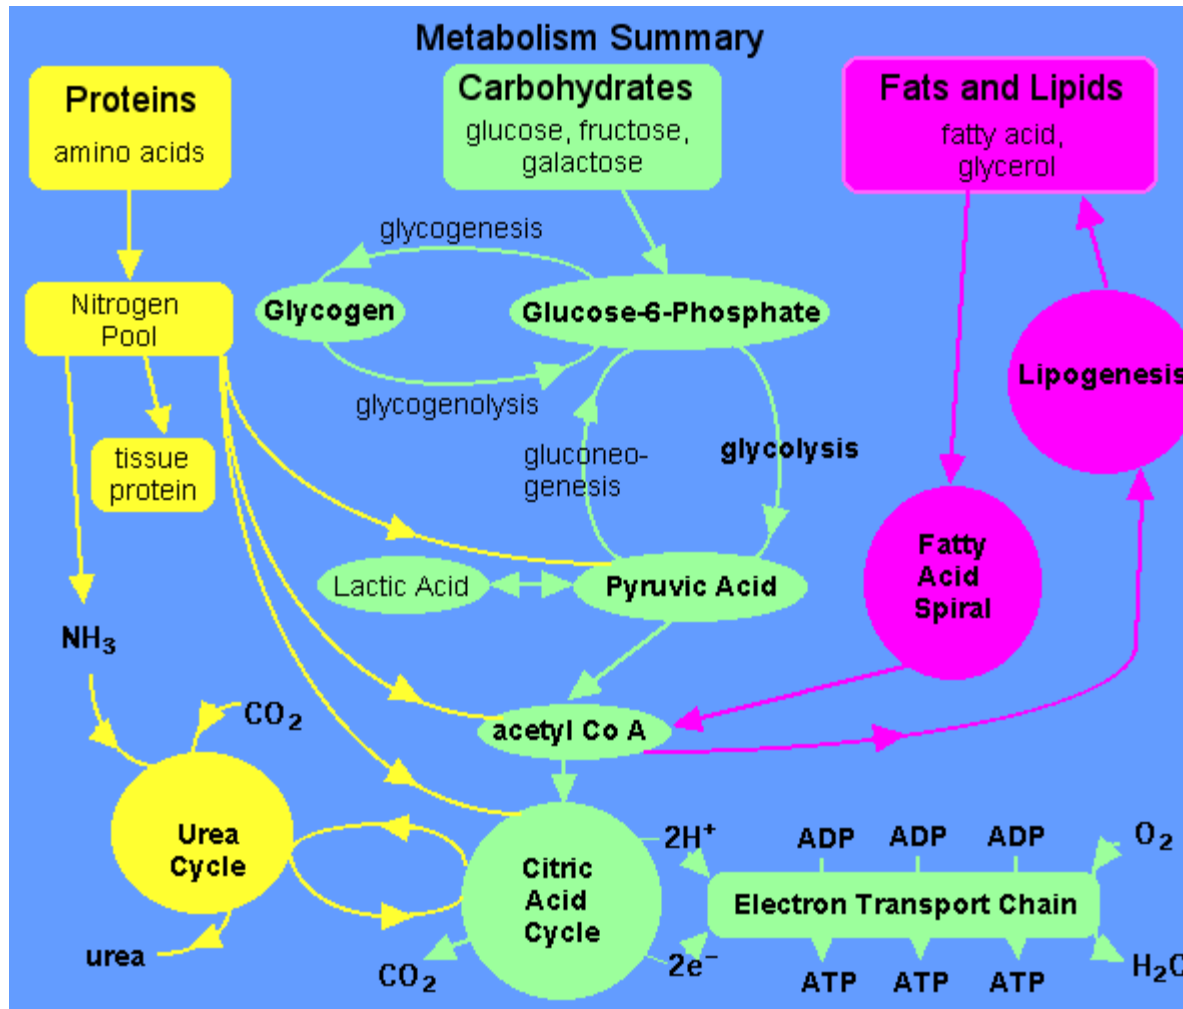 Metabolism Summary
Proteins
amino acids
Carbohydrates
glucose, fructose,
galactose
Fats and Lipids
fatty acid,
glycerol
glycogenesis
Nitrogen
Pool
Glycogen
Glucose-6-Phosphate
Lipogenesis
glycogenolysis
tissue
protein
gluconeo-
genesis
glycolysis
Fatty
Acid
Spiral
Lactic Acid
Pyruvic Acid
NH₃
CO₂
acetyl Co A
Urea
Cycle
urea
Citric
Acid
Cycle
CO₂
2H⁺
2e⁻
ADP ADP ADP
O₂
Electron Transport Chain
ATP ATP ATP
H₂O